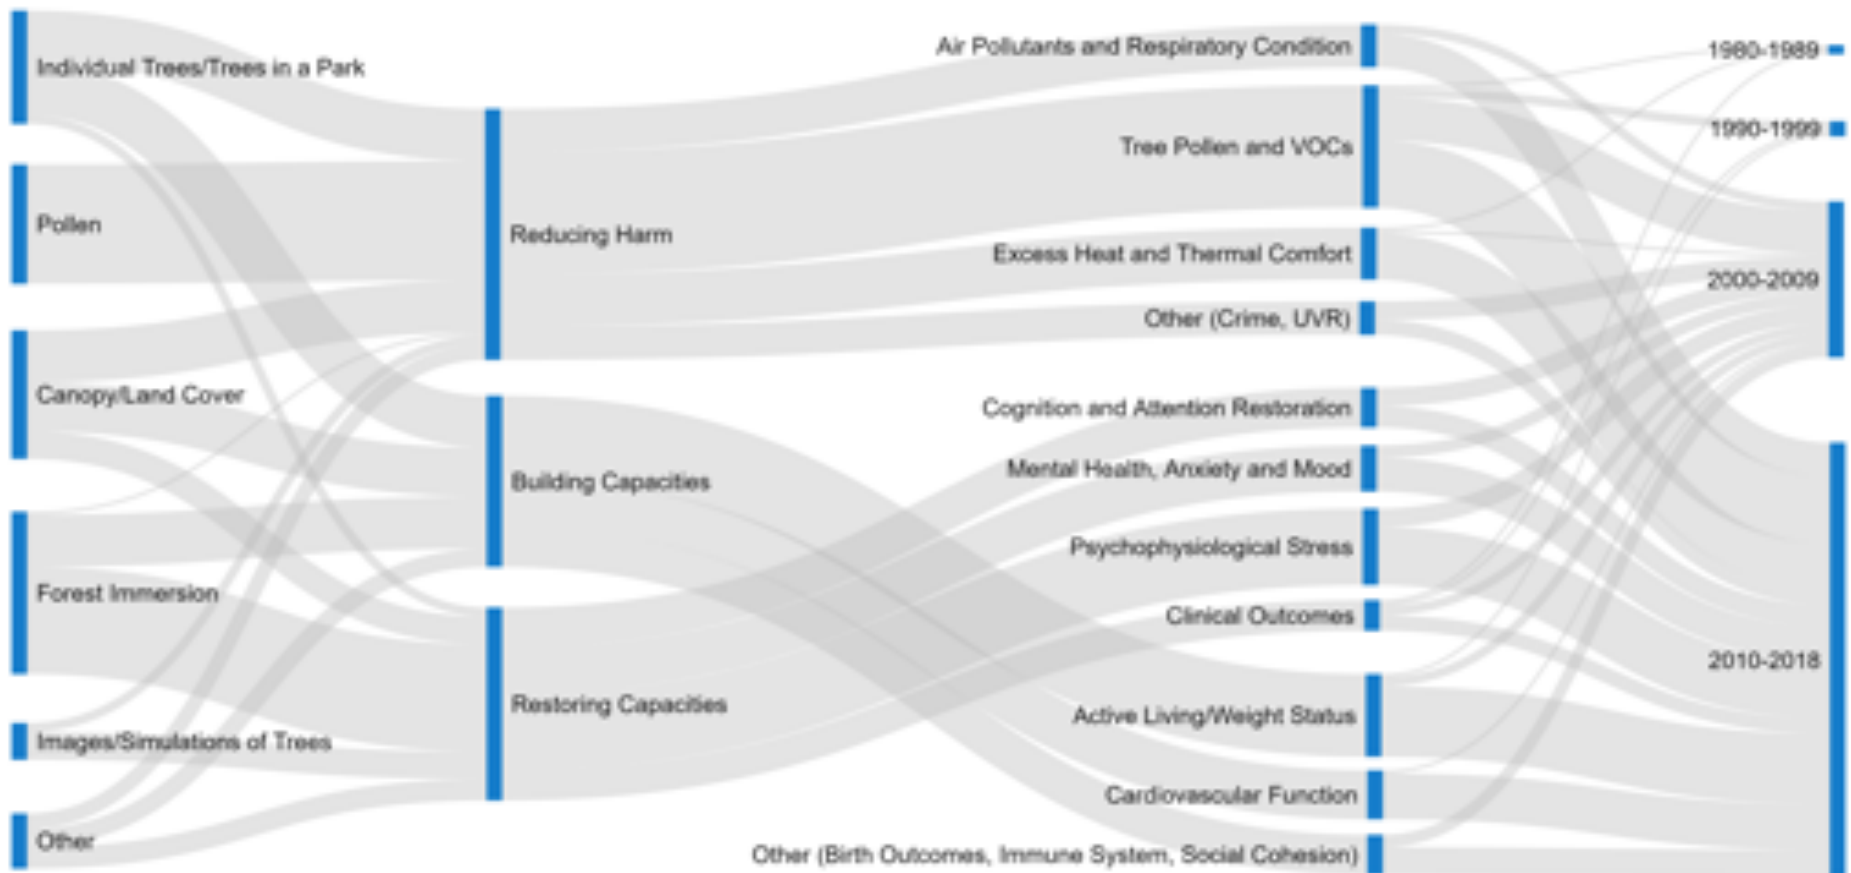 Individual Trees/Trees in a Park
Pollen
Canopy/Land Cover
Forest Immersion
Images/Simulations of Trees
Other
Reducing Harm
Building Capacities
Restoring Capacities
Air Pollutants and Respiratory Condition
Tree Pollen and VOCs
Excess Heat and Thermal Comfort
Other (Crime, UVR)
Cognition and Attention Restoration
Mental Health, Anxiety and Mood
Psychophysiological Stress
Clinical Outcomes
Active Living/Weight Status
Cardiovascular Function
Other (Birth Outcomes, Immune System, Social Cohesion)
1980-1989
1990-1999
2000-2009
2010-2018